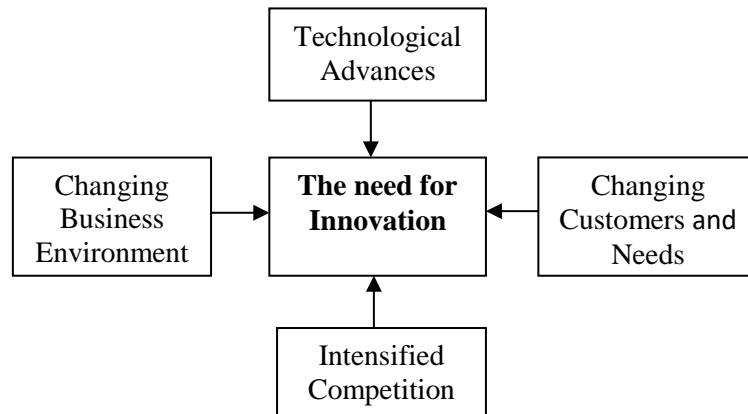 Technological
Advances
Changing
Business
Environment
The need for
Innovation
Changing
Customers and
Needs
Intensified
Competition